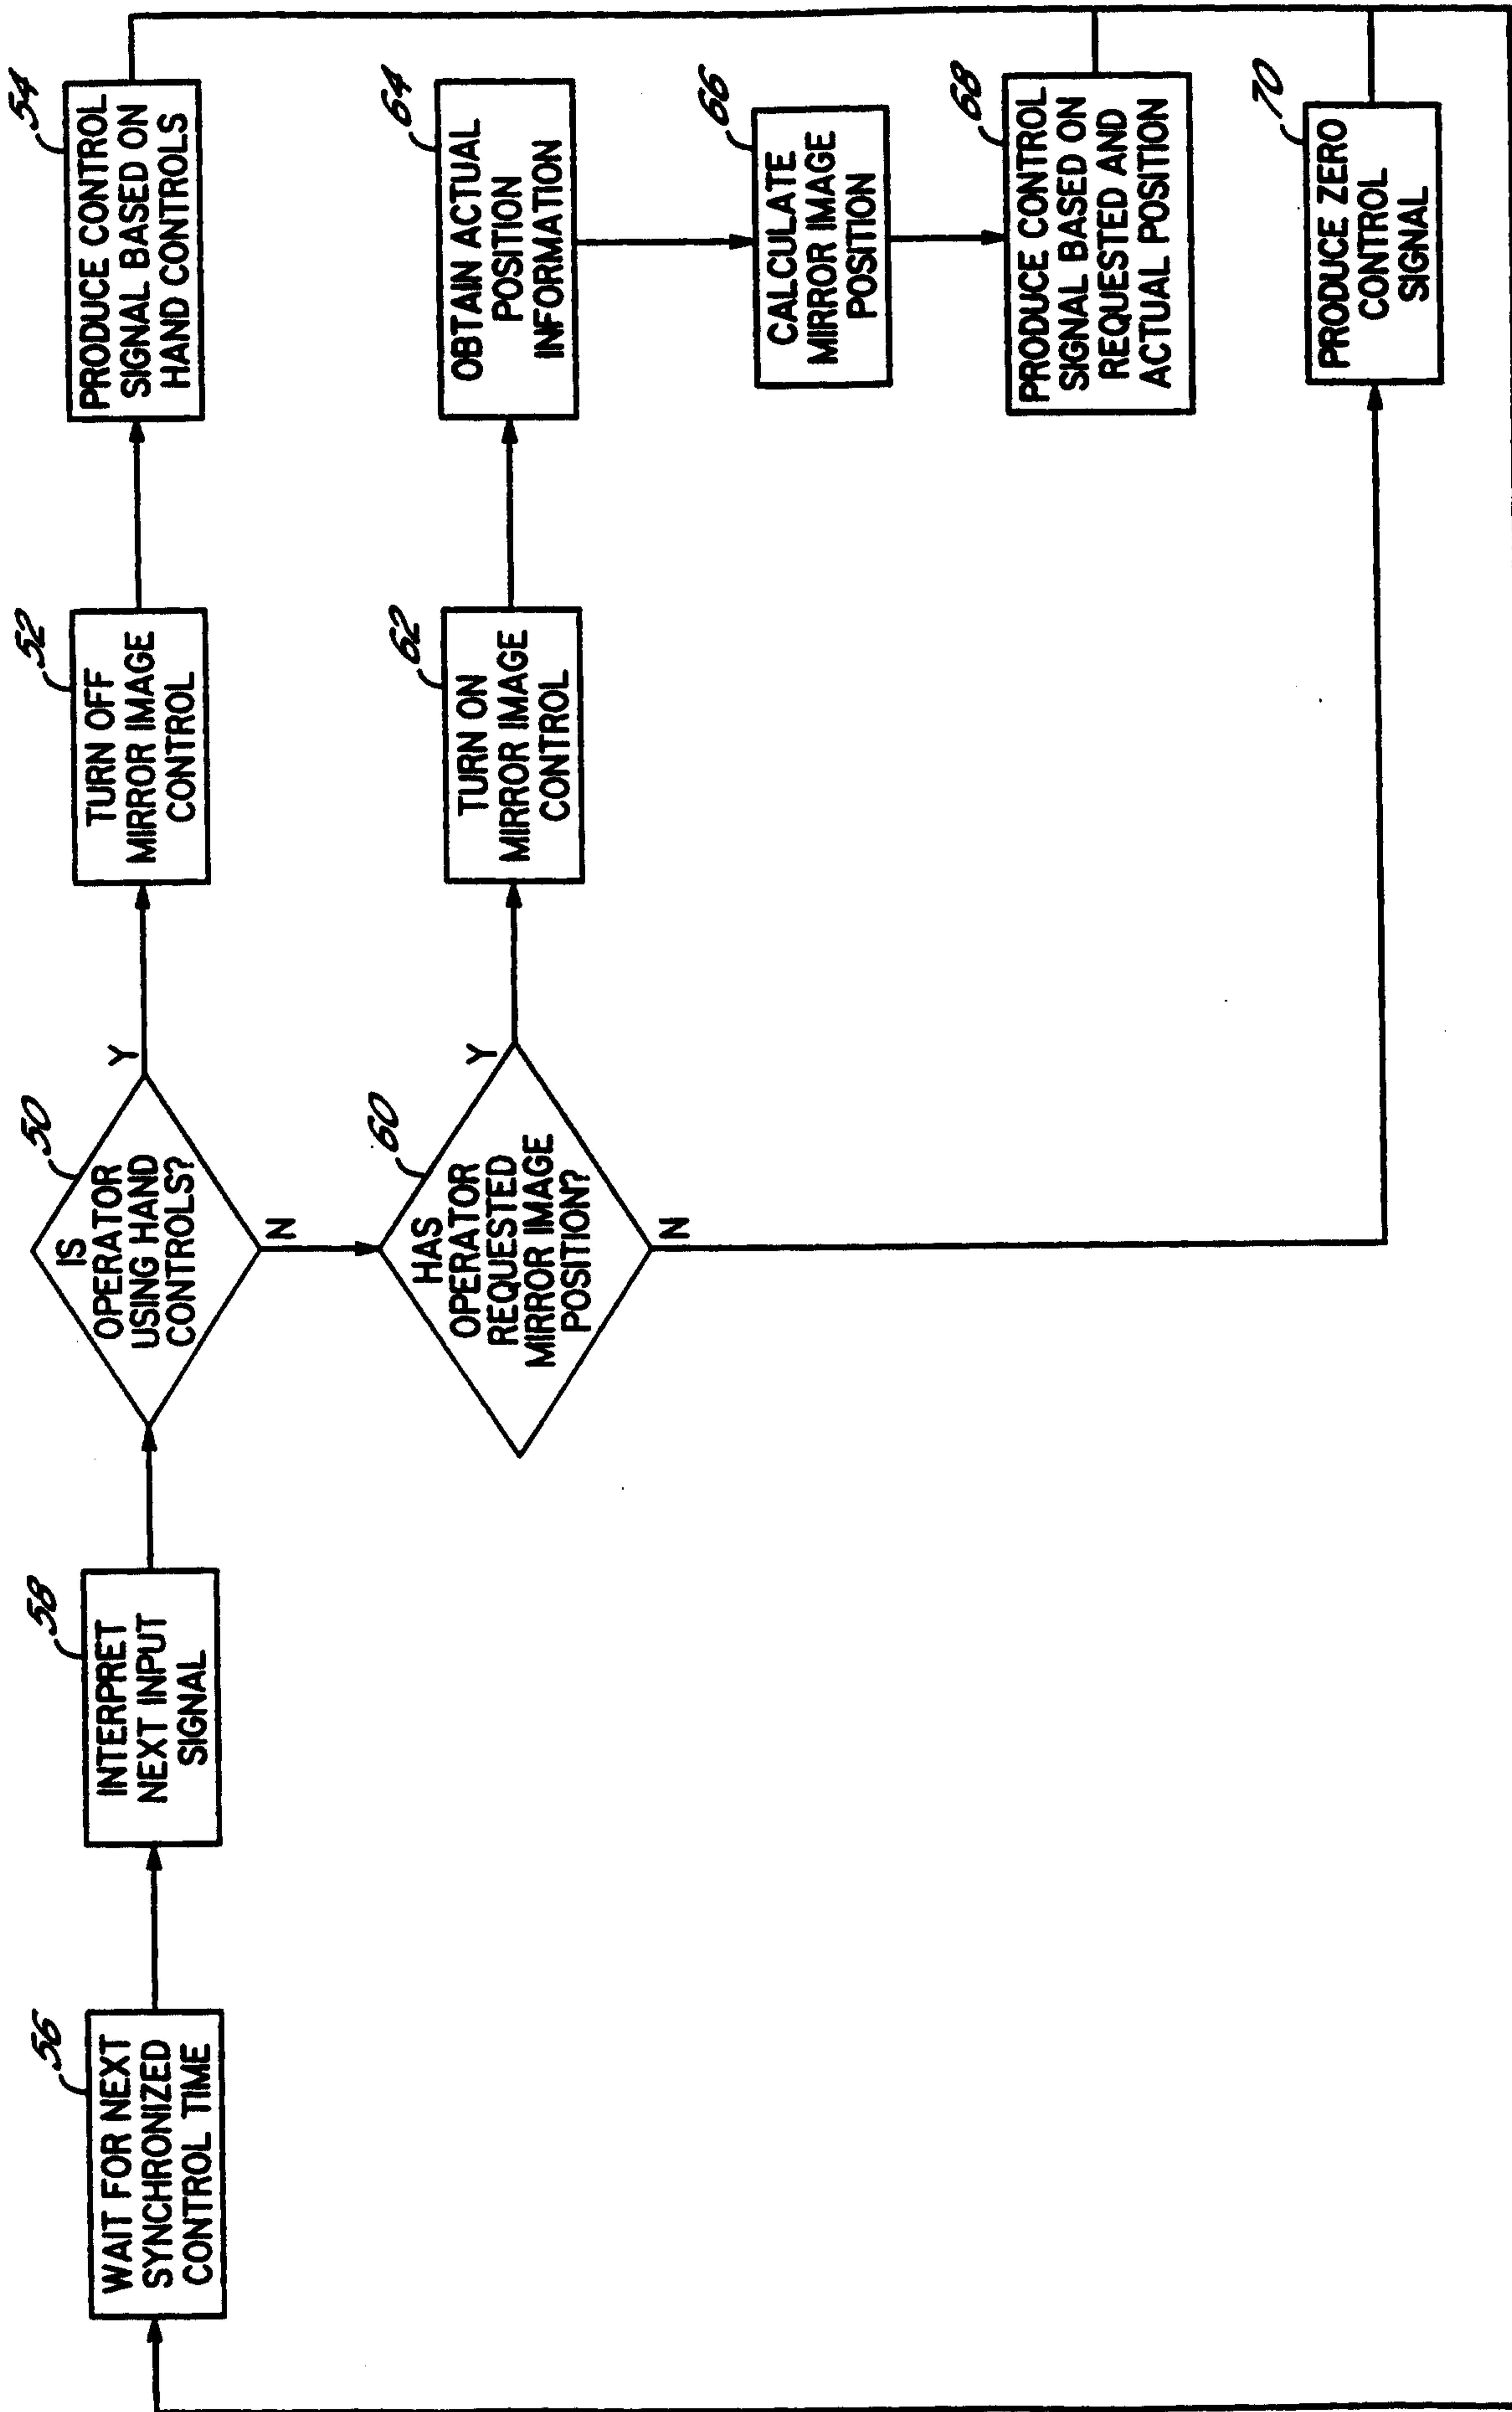 56
WAIT FOR NEXT
SYNCHRONIZED
CONTROL TIME
58
INTERPRET
NEXT INPUT
SIGNAL
50
IS
OPERATOR
USING HAND
CONTROLS?
Y
N
52
TURN OFF
MIRROR IMAGE
CONTROL
54
PRODUCE CONTROL
SIGNAL BASED ON
HAND CONTROLS
60
HAS
OPERATOR
REQUESTED
MIRROR IMAGE
POSITION?
Y
N
62
TURN ON
MIRROR IMAGE
CONTROL
64
OBTAIN ACTUAL
POSITION
INFORMATION
66
CALCULATE
MIRROR IMAGE
POSITION
68
PRODUCE CONTROL
SIGNAL BASED ON
REQUESTED AND
ACTUAL POSITION
70
PRODUCE ZERO
CONTROL
SIGNAL